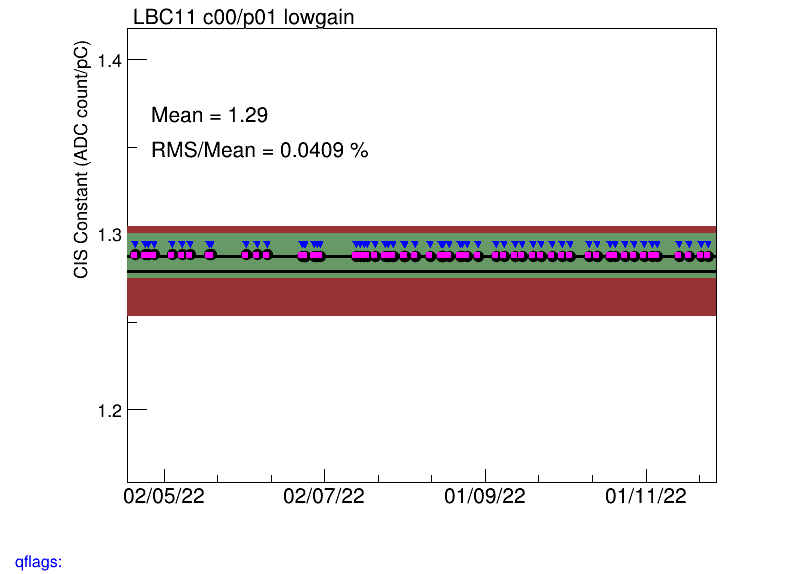 LBC11 c00/p01 lowgain
CIS Constant (ADC count/pC)
1.4
Mean = 1.29
RMS/Mean = 0.0409 %
1.3
1.2
02/05/22 02/07/22 01/09/22 01/11/22
qflags: